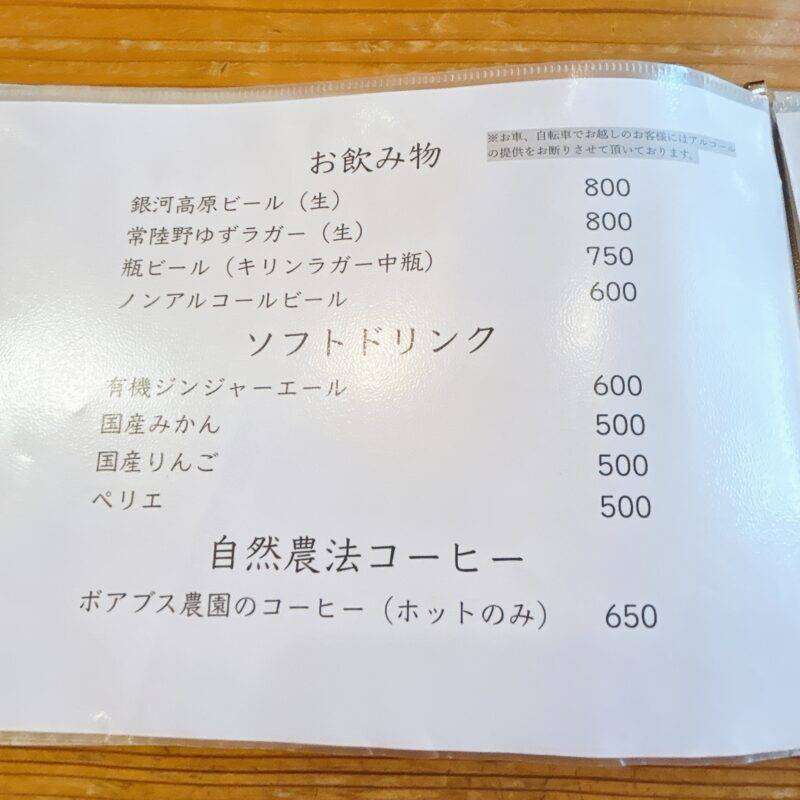 お飲み物
※お車、自転車でお越しのお客様にはアルコール
の提供をお断りさせて頂いております。
銀河高原ビール（生） 800
常陸野ゆずラガー（生） 800
瓶ビール（キリンラガー中瓶） 750
ノンアルコールビール 600
ソフトドリンク
有機ジンジャーエール 600
国産みかん 500
国産りんご 500
ペリエ 500
自然農法コーヒー
ボアブス農園のコーヒー（ホットのみ） 650